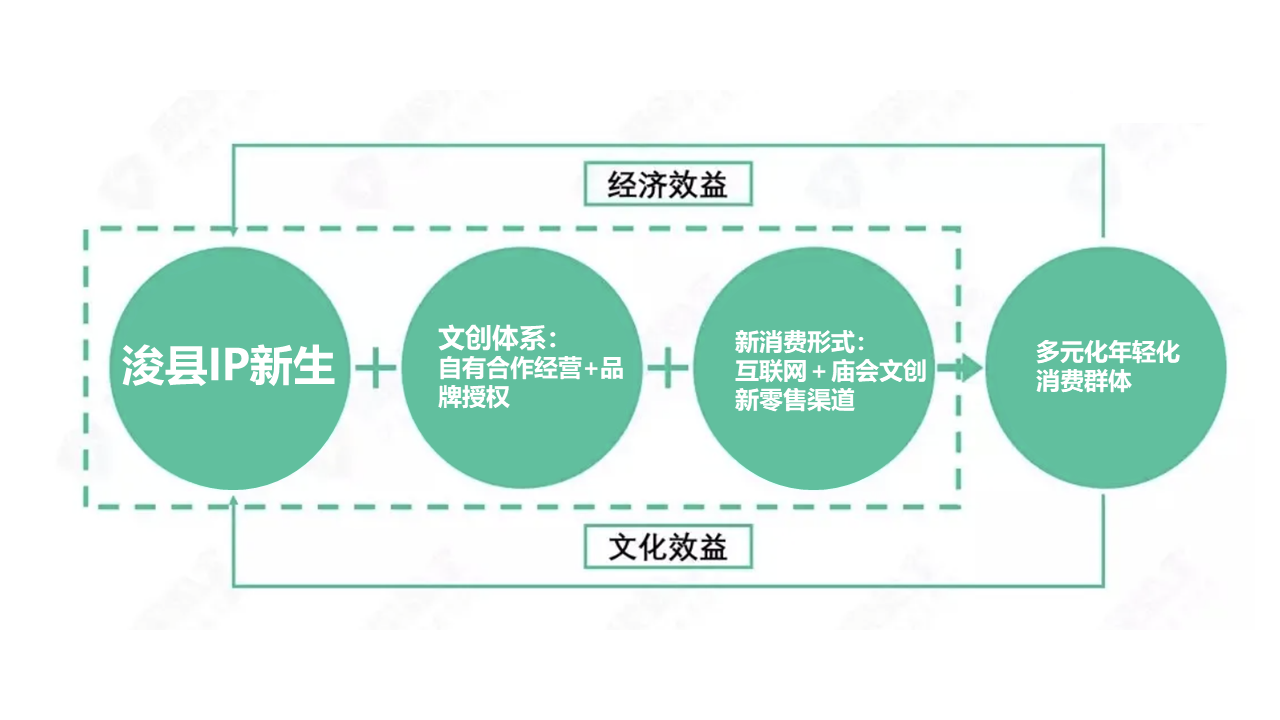 经济效益
浚县IP新生
文创体系：
自有合作经营+品
牌授权
新消费形式：
互联网+庙会文创
新零售渠道
多元化年轻化
消费群体
文化效益